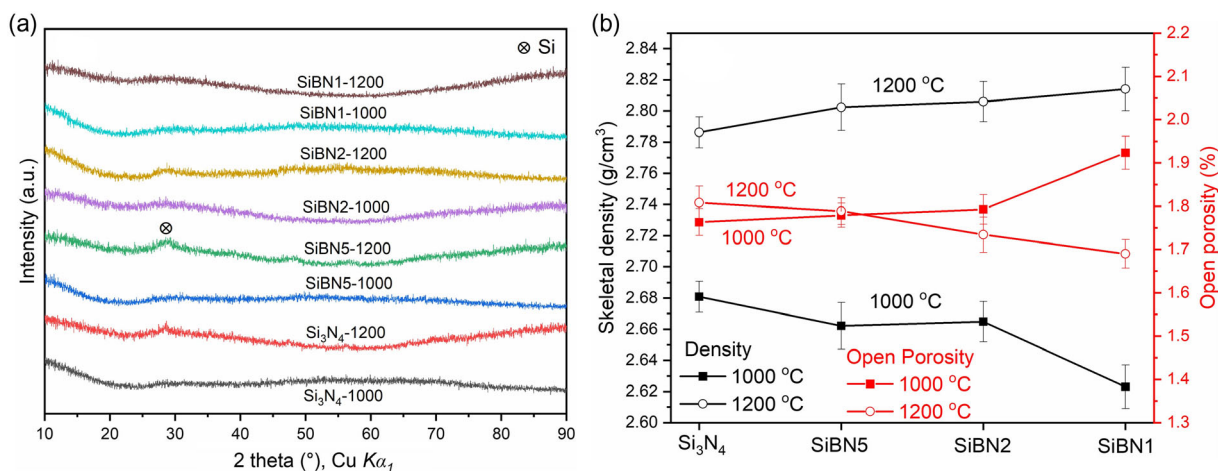 (a)
⊗ Si
SiBN1-1200
SiBN1-1000
SiBN2-1200
SiBN2-1000
⊗
SiBN5-1200
SiBN5-1000
Si₃N₄-1200
Si₃N₄-1000
Intensity (a.u.)
10 20 30 40 50 60 70 80 90
2 theta (°), Cu Kα₁
(b)
2.84
2.82
2.80
2.78
2.76
2.74
2.72
2.70
2.68
2.66
2.64
2.62
2.60
Skeletal density (g/cm³)
1200 °C
1200 °C
1000 °C
1000 °C
Density
1000 °C
1200 °C
Open Porosity
1000 °C
1200 °C
Si₃N₄ SiBN5 SiBN2 SiBN1
2.2
2.1
2.0
1.9
1.8
1.7
1.6
1.5
1.4
1.3
Open porosity (%)